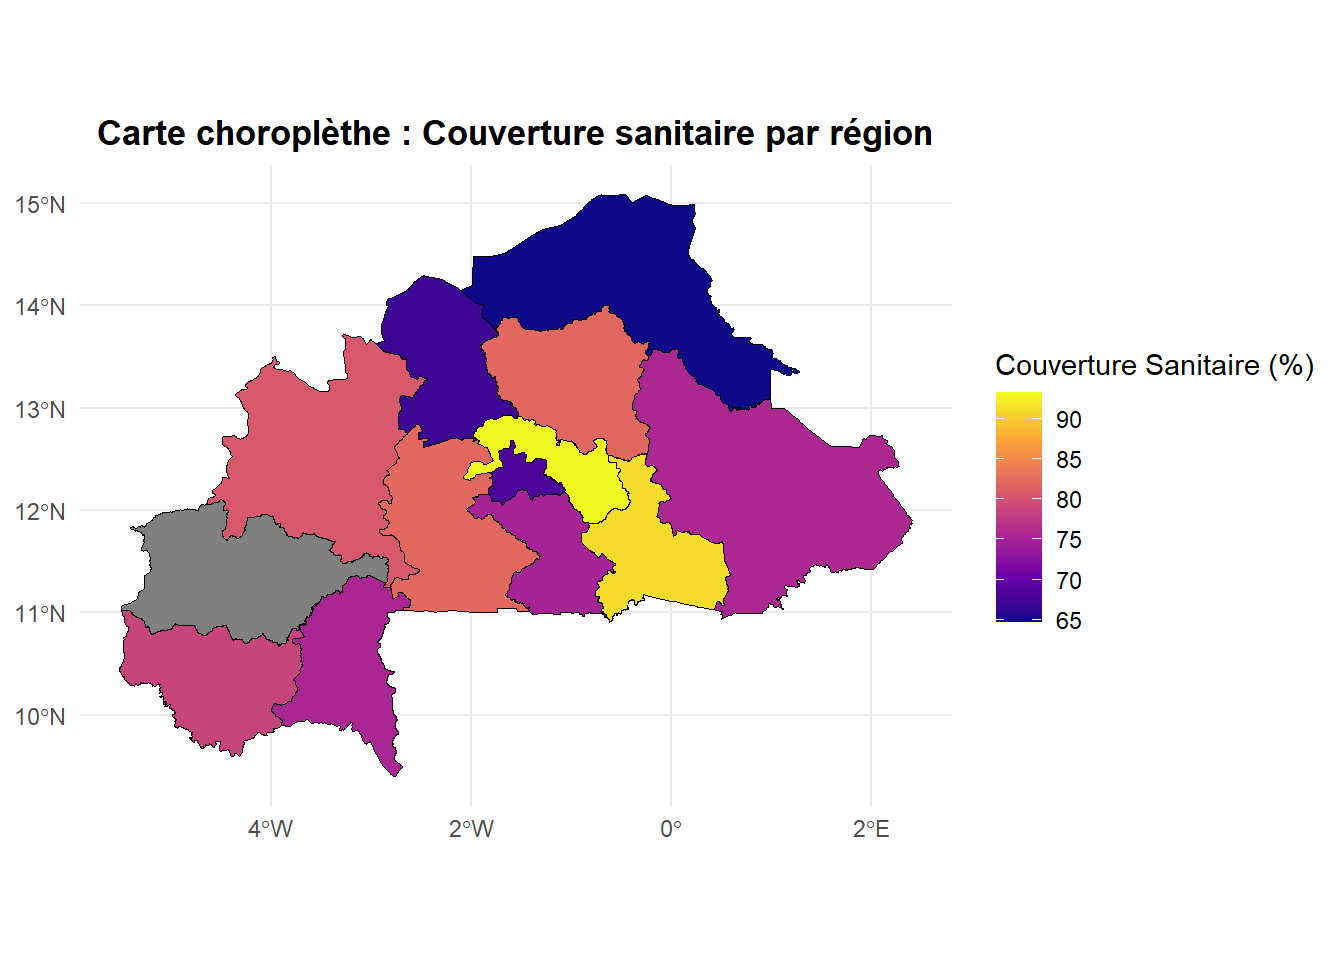 Carte choroplèthe : Couverture sanitaire par région
15°N
14°N
13°N
12°N
11°N
10°N
4°W
2°W
0°
2°E
Couverture Sanitaire (%)
90
85
80
75
70
65